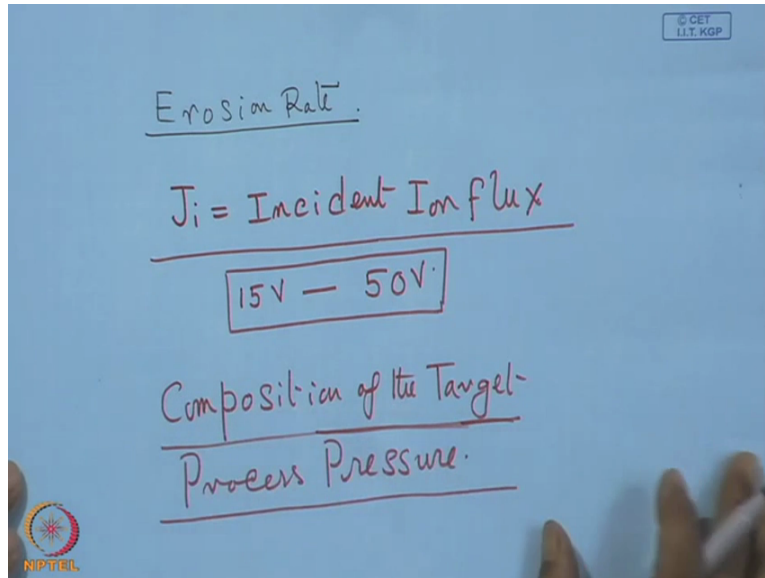 © CET
I.I.T. KGP
Erosion Rate.
Ji = Incident Ion flux
15V — 50V.
Composition of the Target
Process Pressure.
NPTEL